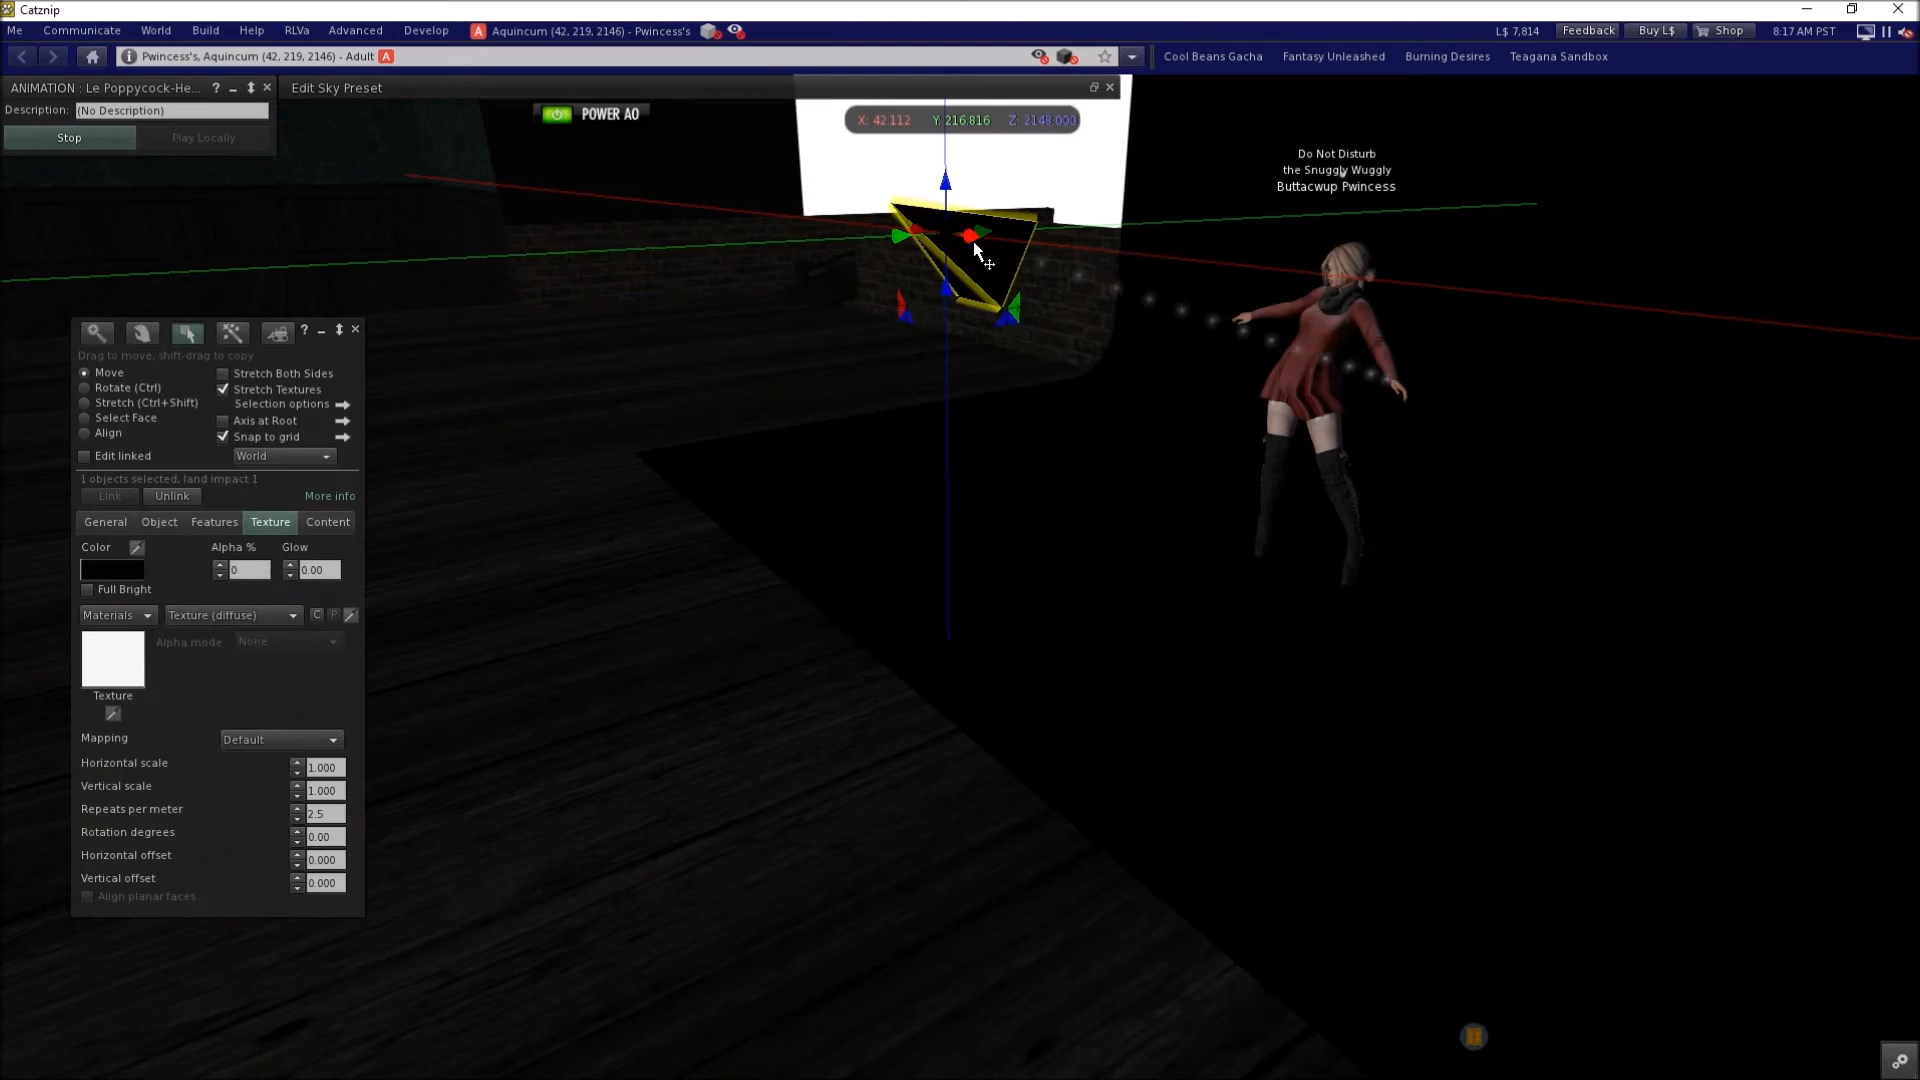 Catznip
Me Communicate World Build Help RLVa Advanced Develop A Aquincum (42, 219, 2146) - Pwincess's L$ 7,814 Feedback Buy L$ Shop 8:17 AM PST
Pwincess's, Aquincum (42, 219, 2146) - Adult A Cool Beans Gacha Fantasy Unleashed Burning Desires Teagana Sandbox
ANIMATION : Le Poppycock-He... ?
Edit Sky Preset
Description: (No Description)
Stop Play Locally
POWER AO
X: 42.112 Y: 216.816 Z: 2148.000
Do Not Disturb
the Snuggly Wuggly
Buttacwup Pwincess
?
Drag to move, shift-drag to copy
Move Stretch Both Sides
Rotate (Ctrl) Stretch Textures
Stretch (Ctrl+Shift) Selection options
Select Face Axis at Root
Align Snap to grid
Edit linked World
1 objects selected, land impact 1
Link Unlink More info
General Object Features Texture Content
Color Alpha % Glow
0 0.00
Full Bright
Materials Texture (diffuse) C P
Alpha mode None
Texture
Mapping Default
Horizontal scale 1.000
Vertical scale 1.000
Repeats per meter 2.5
Rotation degrees 0.00
Horizontal offset 0.000
Vertical offset 0.000
Align planar faces